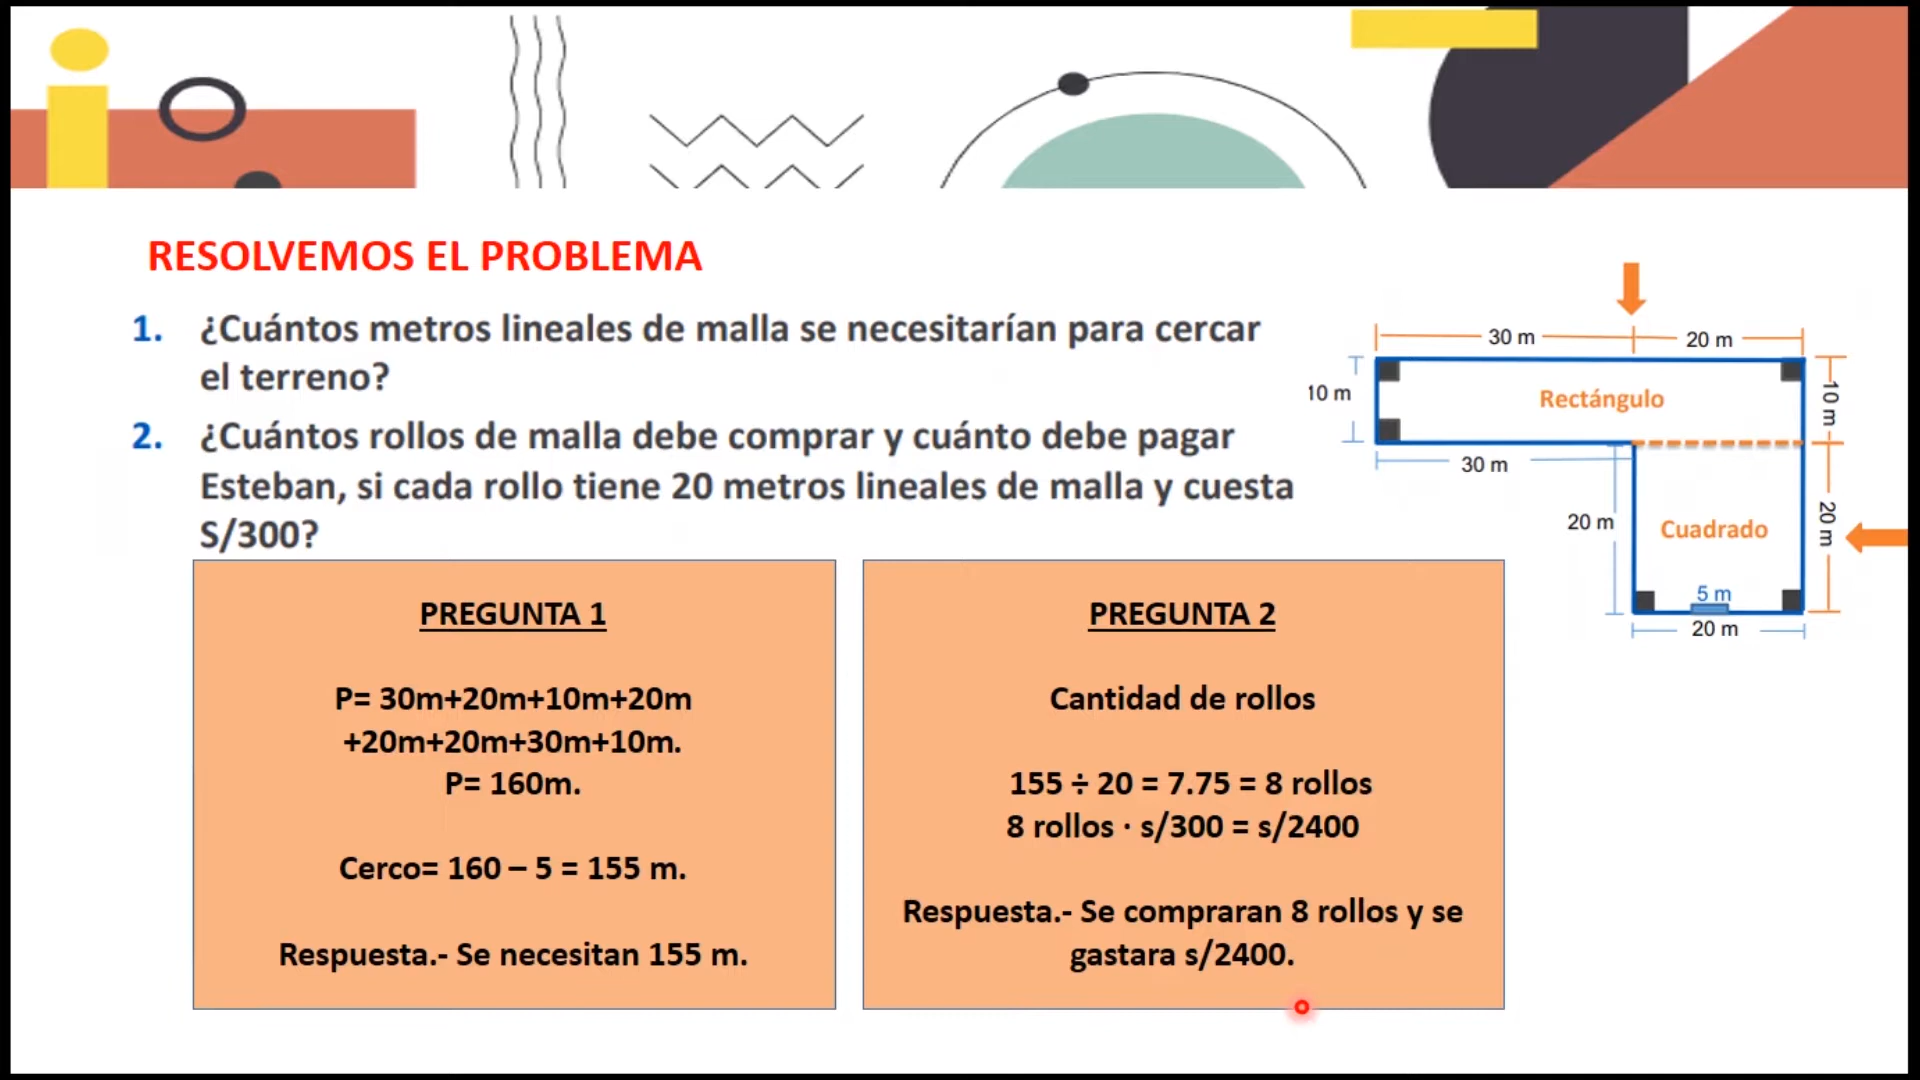 RESOLVEMOS EL PROBLEMA
1. ¿Cuántos metros lineales de malla se necesitarían para cercar
el terreno?
2. ¿Cuántos rollos de malla debe comprar y cuánto debe pagar
Esteban, si cada rollo tiene 20 metros lineales de malla y cuesta
S/300?
30 m
20 m
10 m
Rectángulo
10 m
30 m
20 m
Cuadrado
20 m
5 m
20 m
PREGUNTA 1
P= 30m+20m+10m+20m
+20m+20m+30m+10m.
P= 160m.
Cerco= 160 – 5 = 155 m.
Respuesta.- Se necesitan 155 m.
PREGUNTA 2
Cantidad de rollos
155 ÷ 20 = 7.75 = 8 rollos
8 rollos · s/300 = s/2400
Respuesta.- Se compraran 8 rollos y se
gastara s/2400.